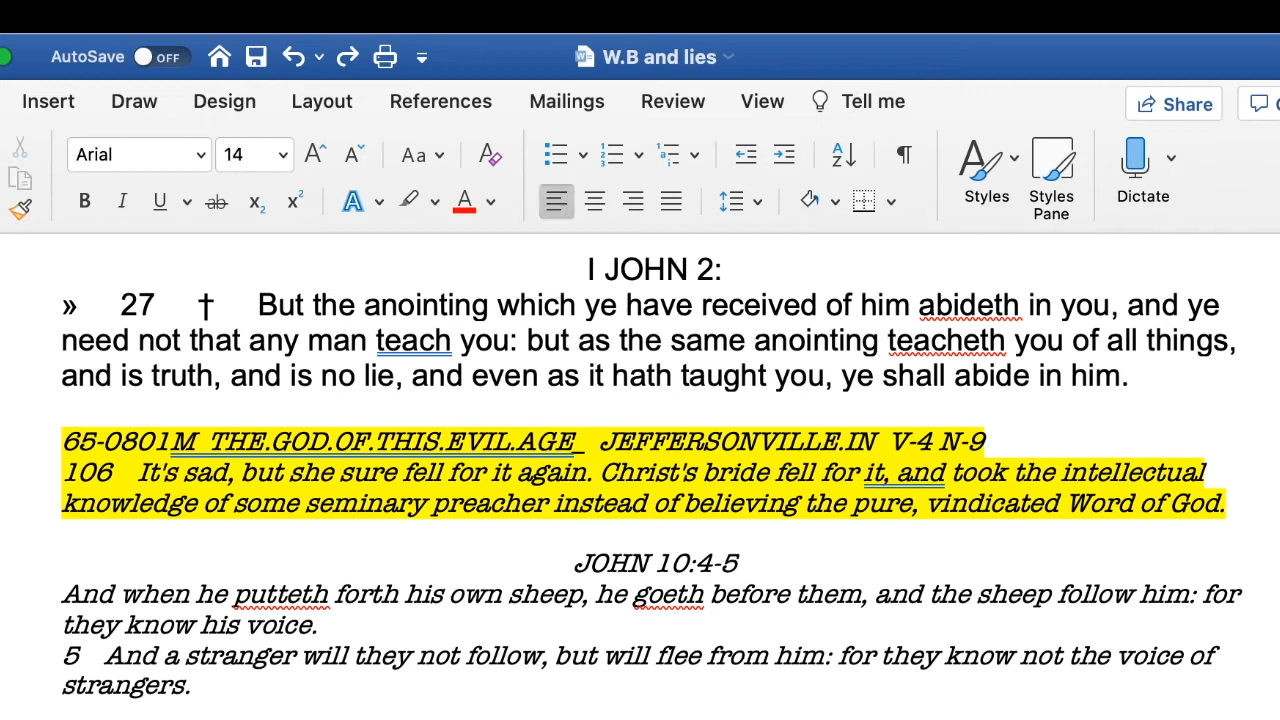 AutoSave OFF W.B and lies
Insert Draw Design Layout References Mailings Review View Tell me Share
Arial 14 Aa
B I U ab x2 x2 A A Styles Styles Pane Dictate
I JOHN 2:
» 27 † But the anointing which ye have received of him abideth in you, and ye
need not that any man teach you: but as the same anointing teacheth you of all things,
and is truth, and is no lie, and even as it hath taught you, ye shall abide in him.
65-0801M THE.GOD.OF.THIS.EVIL.AGE_ JEFFERSONVILLE.IN V-4 N-9
106 It's sad, but she sure fell for it again. Christ's bride fell for it, and took the intellectual
knowledge of some seminary preacher instead of believing the pure, vindicated Word of God.
JOHN 10:4-5
And when he putteth forth his own sheep, he goeth before them, and the sheep follow him: for
they know his voice.
5 And a stranger will they not follow, but will flee from him: for they know not the voice of
strangers.